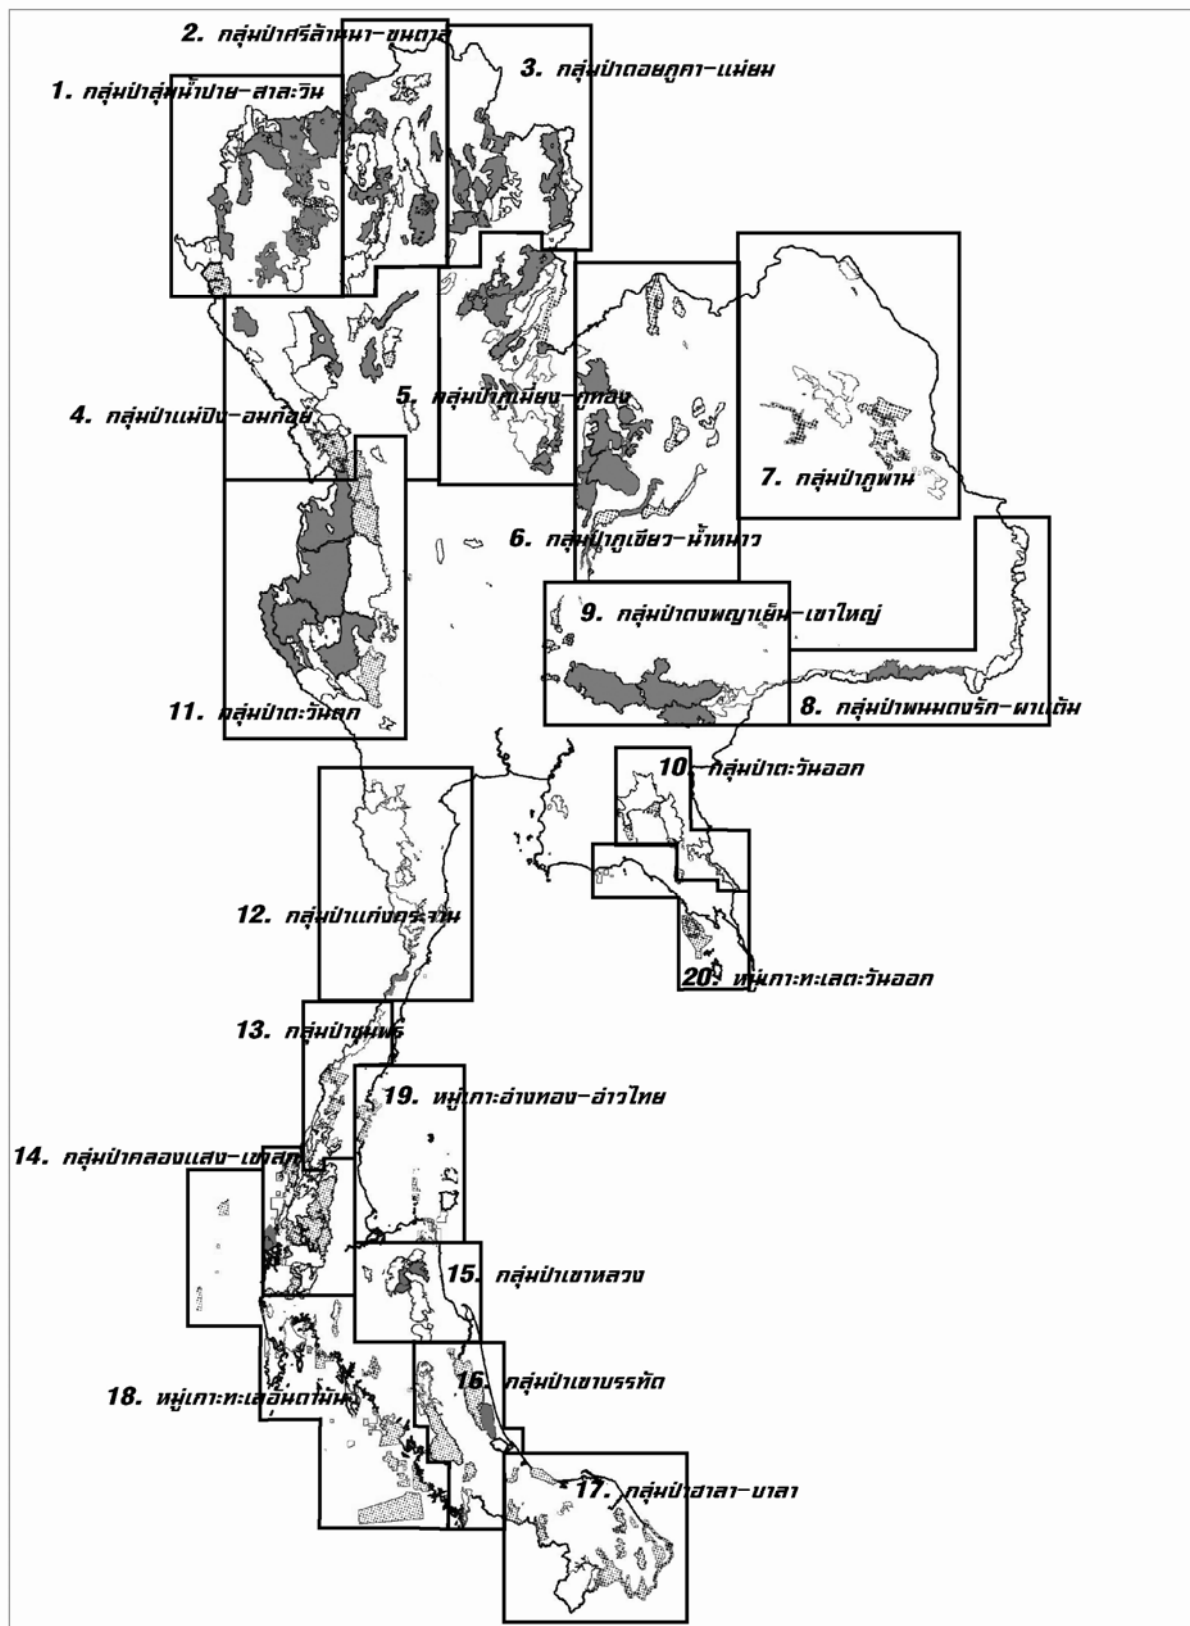 1. กลุ่มป่าลุ่มน้ำปาย-สาละวิน
2. กลุ่มป่าศรีล้านนา-ขุนตาล
3. กลุ่มป่าดอยภูคา-แม่ยม
4. กลุ่มป่าแม่ปิง-อมก๋อย
5. กลุ่มป่าภูเมี่ยง-ภูทอง
6. กลุ่มป่าภูเขียว-น้ำหนาว
7. กลุ่มป่าภูพาน
8. กลุ่มป่าพนมดงรัก-ผาแต้ม
9. กลุ่มป่าดงพญาเย็น-เขาใหญ่
10. กลุ่มป่าตะวันออก
11. กลุ่มป่าตะวันตก
12. กลุ่มป่าแก่งกระจาน
13. กลุ่มป่าชุมพร
14. กลุ่มป่าคลองแสง-เขาสก
15. กลุ่มป่าเขาหลวง
16. กลุ่มป่าเขาบรรทัด
17. กลุ่มป่าฮาลา-บาลา
18. หมู่เกาะทะเลอันดามัน
19. หมู่เกาะอ่างทอง-อ่าวไทย
20. หมู่เกาะทะเลตะวันออก